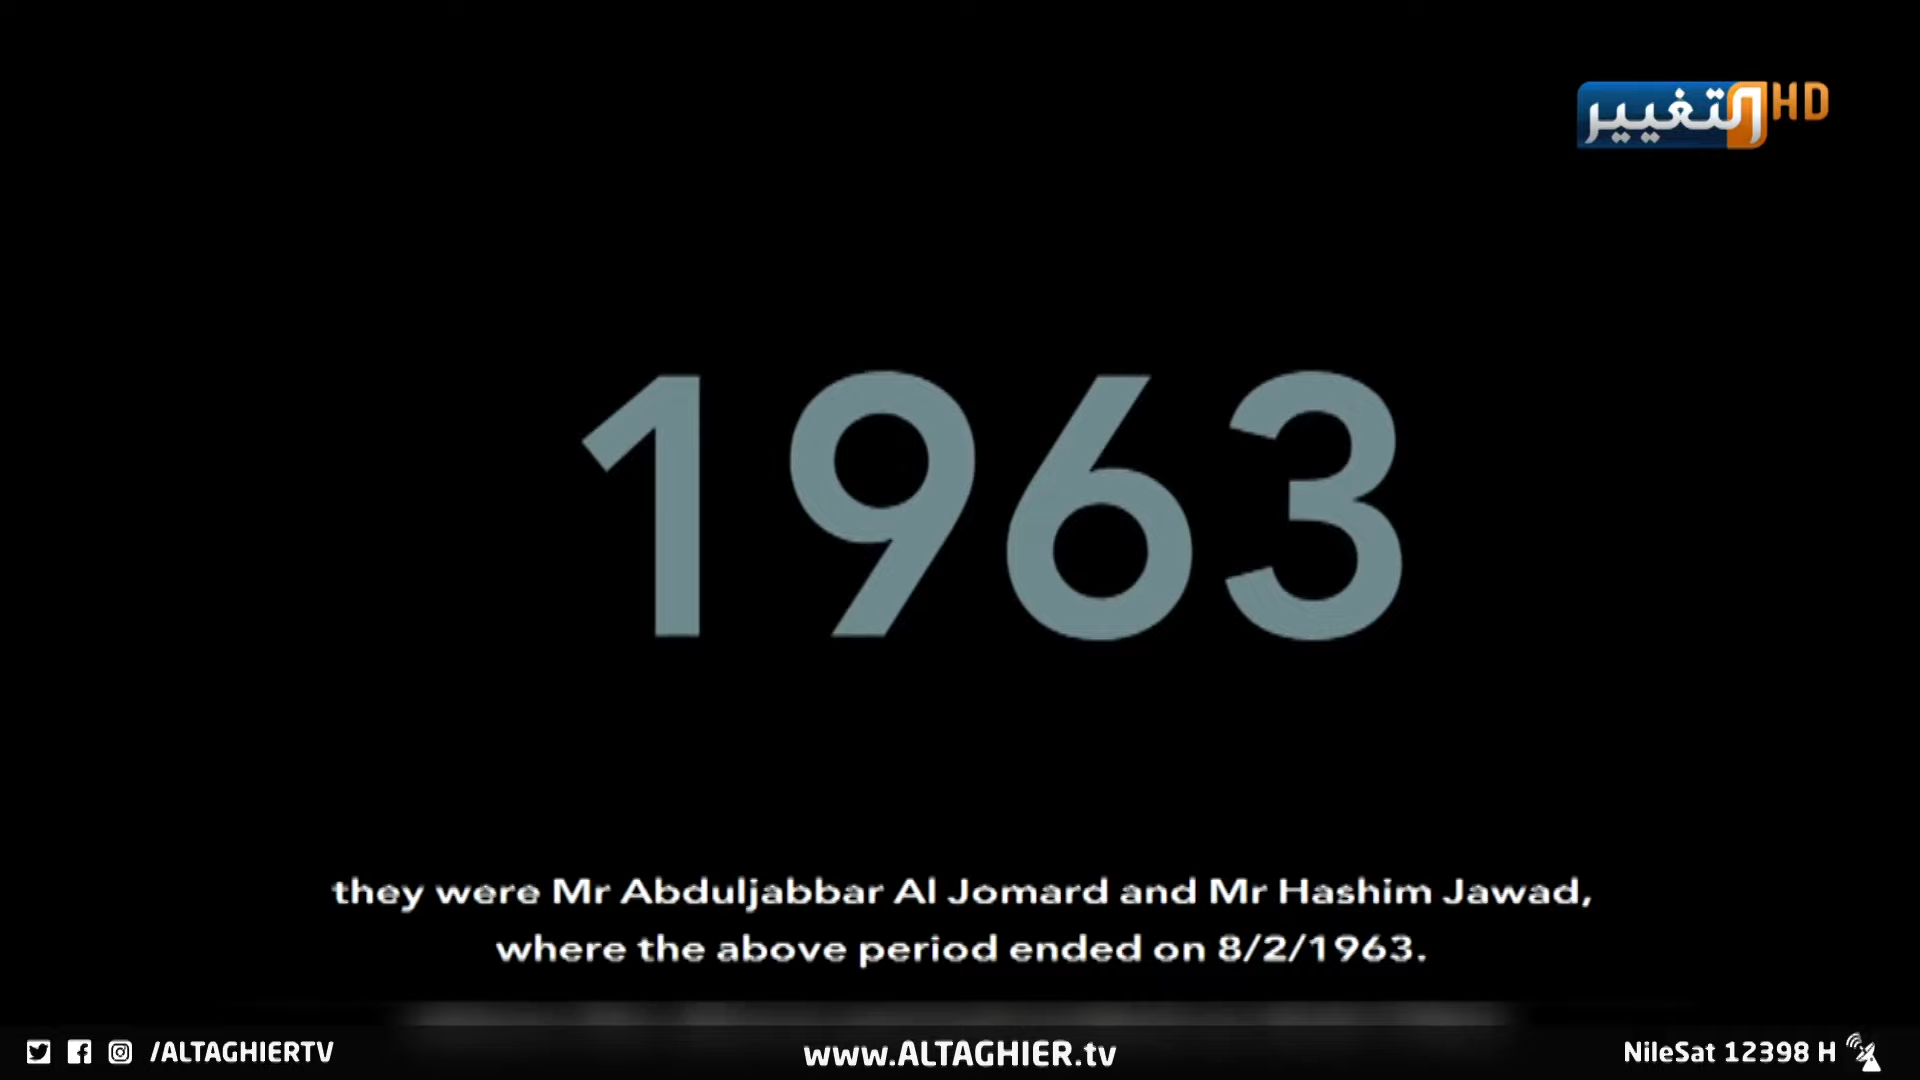 التغيير HD
1963
they were Mr Abduljabbar Al Jomard and Mr Hashim Jawad,
where the above period ended on 8/2/1963.
/ALTAGHIERTV
www.ALTAGHIER.tv
NileSat 12398 H